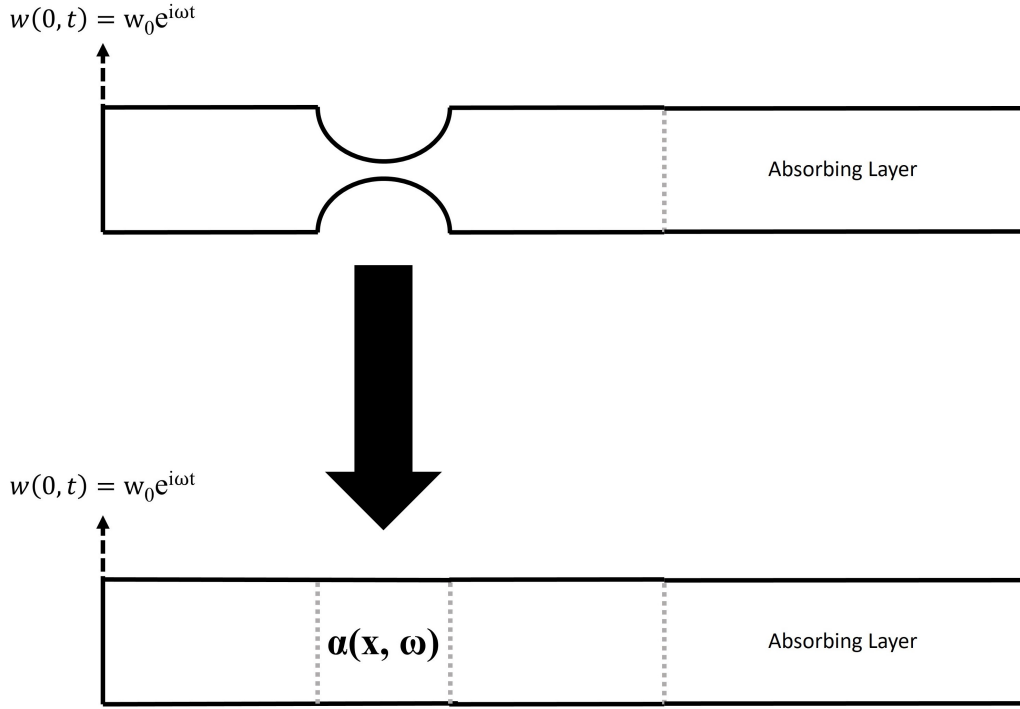 w(0, t) = w₀e^{iωt}
Absorbing Layer
w(0, t) = w₀e^{iωt}
α(x, ω)
Absorbing Layer